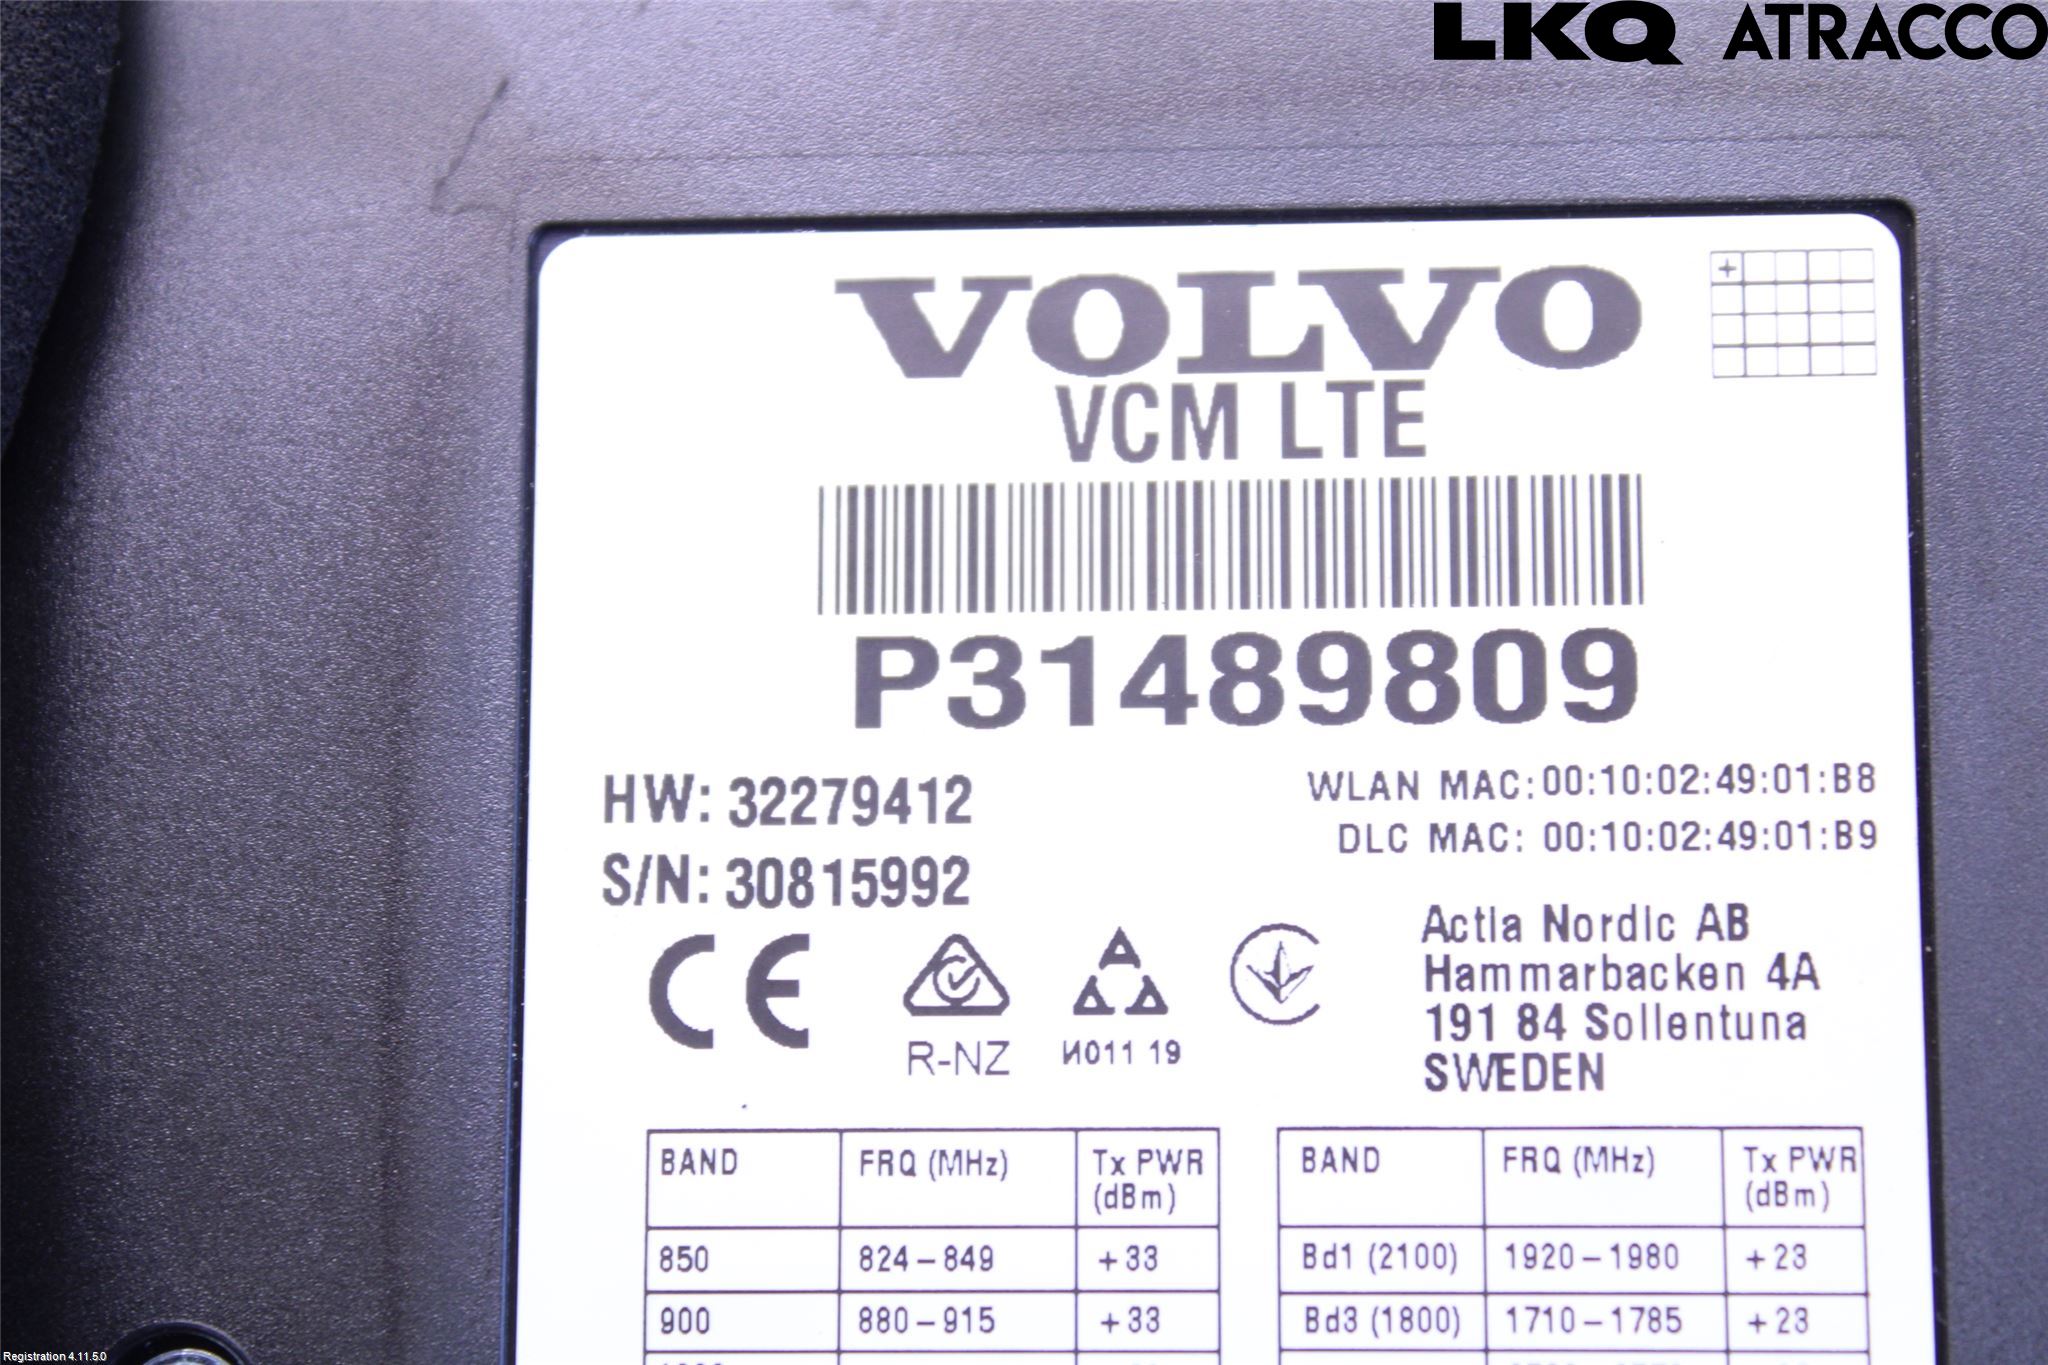 LKQ ATRACCO
VOLVO
VCM LTE
P31489809
HW: 32279412
S/N: 30815992
WLAN MAC: 00:10:02:49:01:B8
DLC MAC: 00:10:02:49:01:B9
CE
R-NZ
И011 19
Actia Nordic AB
Hammarbacken 4A
191 84 Sollentuna
SWEDEN
BAND FRQ (MHz) Tx PWR (dBm)
850 824–849 +33
900 880–915 +33
BAND FRQ (MHz) Tx PWR (dBm)
Bd1 (2100) 1920–1980 +23
Bd3 (1800) 1710–1785 +23
Registration 4.11.5.0